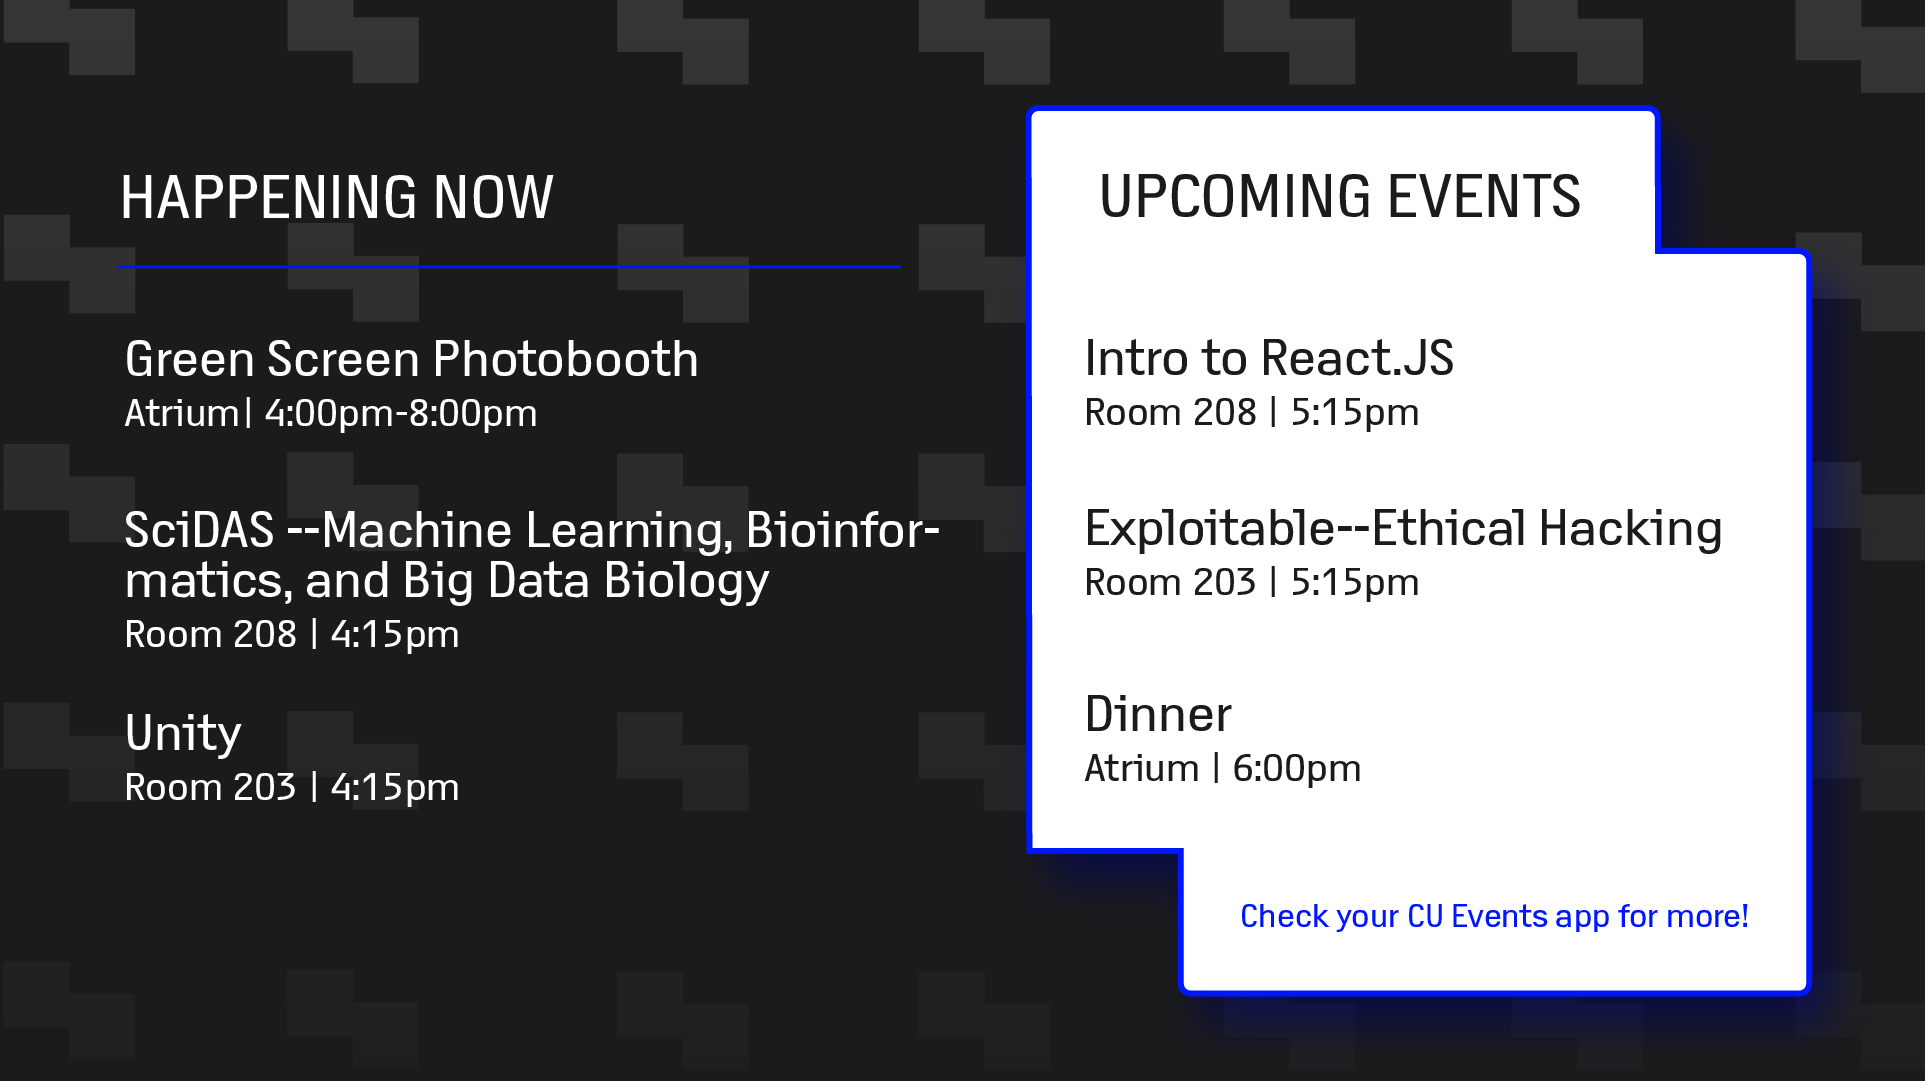 HAPPENING NOW
Green Screen Photobooth
Atrium| 4:00pm-8:00pm
SciDAS --Machine Learning, Bioinfor-
matics, and Big Data Biology
Room 208 | 4:15pm
Unity
Room 203 | 4:15pm
UPCOMING EVENTS
Intro to React.JS
Room 208 | 5:15pm
Exploitable--Ethical Hacking
Room 203 | 5:15pm
Dinner
Atrium | 6:00pm
Check your CU Events app for more!